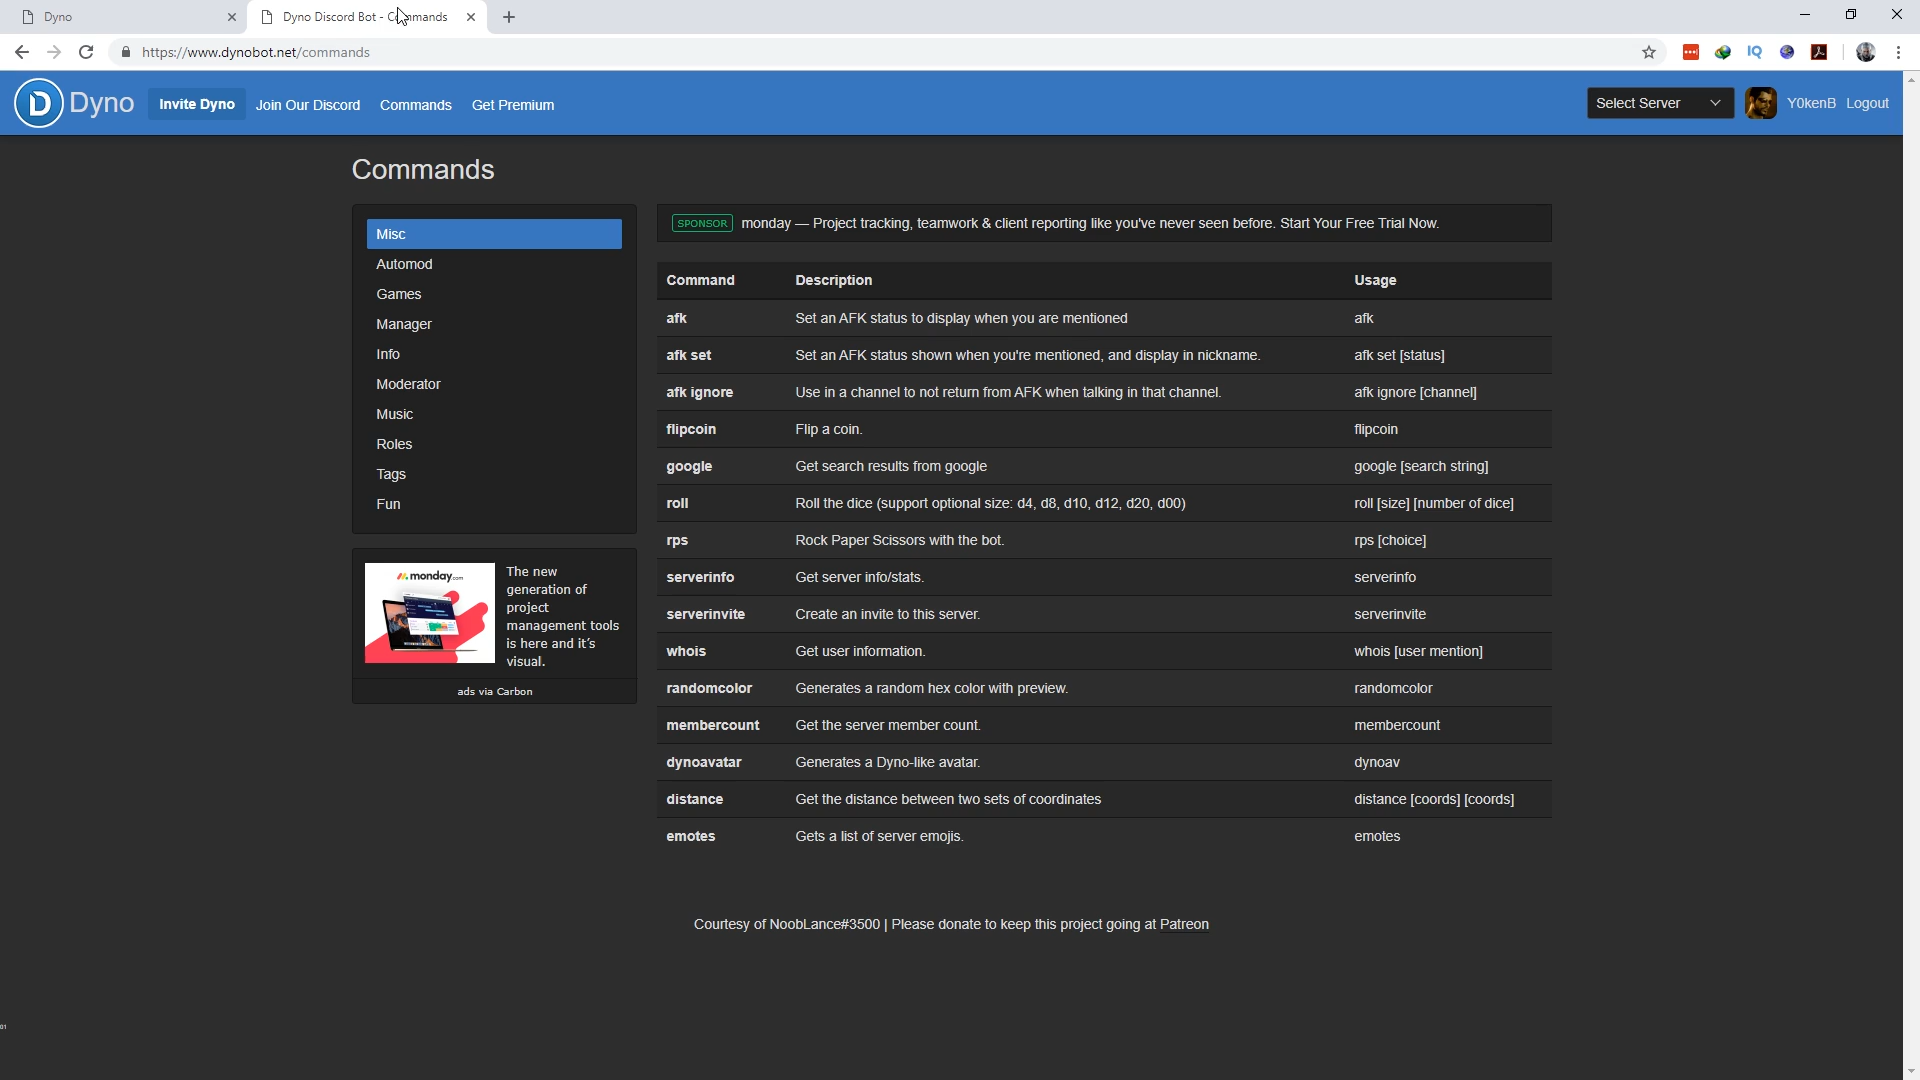 Dyno
Dyno Discord Bot - Commands
https://www.dynobot.net/commands
IQ
D Dyno
Invite Dyno
Join Our Discord
Commands
Get Premium
Select Server
Y0kenB
Logout
Commands
Misc
Automod
Games
Manager
Info
Moderator
Music
Roles
Tags
Fun
monday.com
The new
generation of
project
management tools
is here and it's
visual.
ads via Carbon
SPONSOR monday — Project tracking, teamwork & client reporting like you've never seen before. Start Your Free Trial Now.
Command Description Usage
afk Set an AFK status to display when you are mentioned afk
afk set Set an AFK status shown when you're mentioned, and display in nickname. afk set [status]
afk ignore Use in a channel to not return from AFK when talking in that channel. afk ignore [channel]
flipcoin Flip a coin. flipcoin
google Get search results from google google [search string]
roll Roll the dice (support optional size: d4, d8, d10, d12, d20, d00) roll [size] [number of dice]
rps Rock Paper Scissors with the bot. rps [choice]
serverinfo Get server info/stats. serverinfo
serverinvite Create an invite to this server. serverinvite
whois Get user information. whois [user mention]
randomcolor Generates a random hex color with preview. randomcolor
membercount Get the server member count. membercount
dynoavatar Generates a Dyno-like avatar. dynoav
distance Get the distance between two sets of coordinates distance [coords] [coords]
emotes Gets a list of server emojis. emotes
Courtesy of NoobLance#3500 | Please donate to keep this project going at Patreon
01